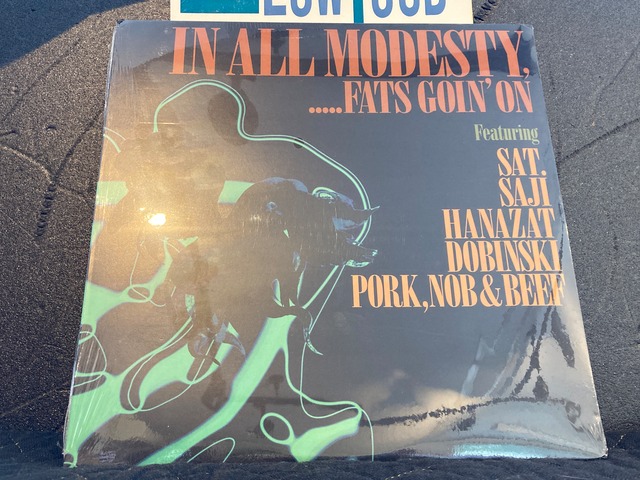 IN ALL MODESTY,
.....FATS GOIN' ON
Featuring
SAT.
SAJI
HANAZAT
DOBINSKI
PORK, NOB & BEEF